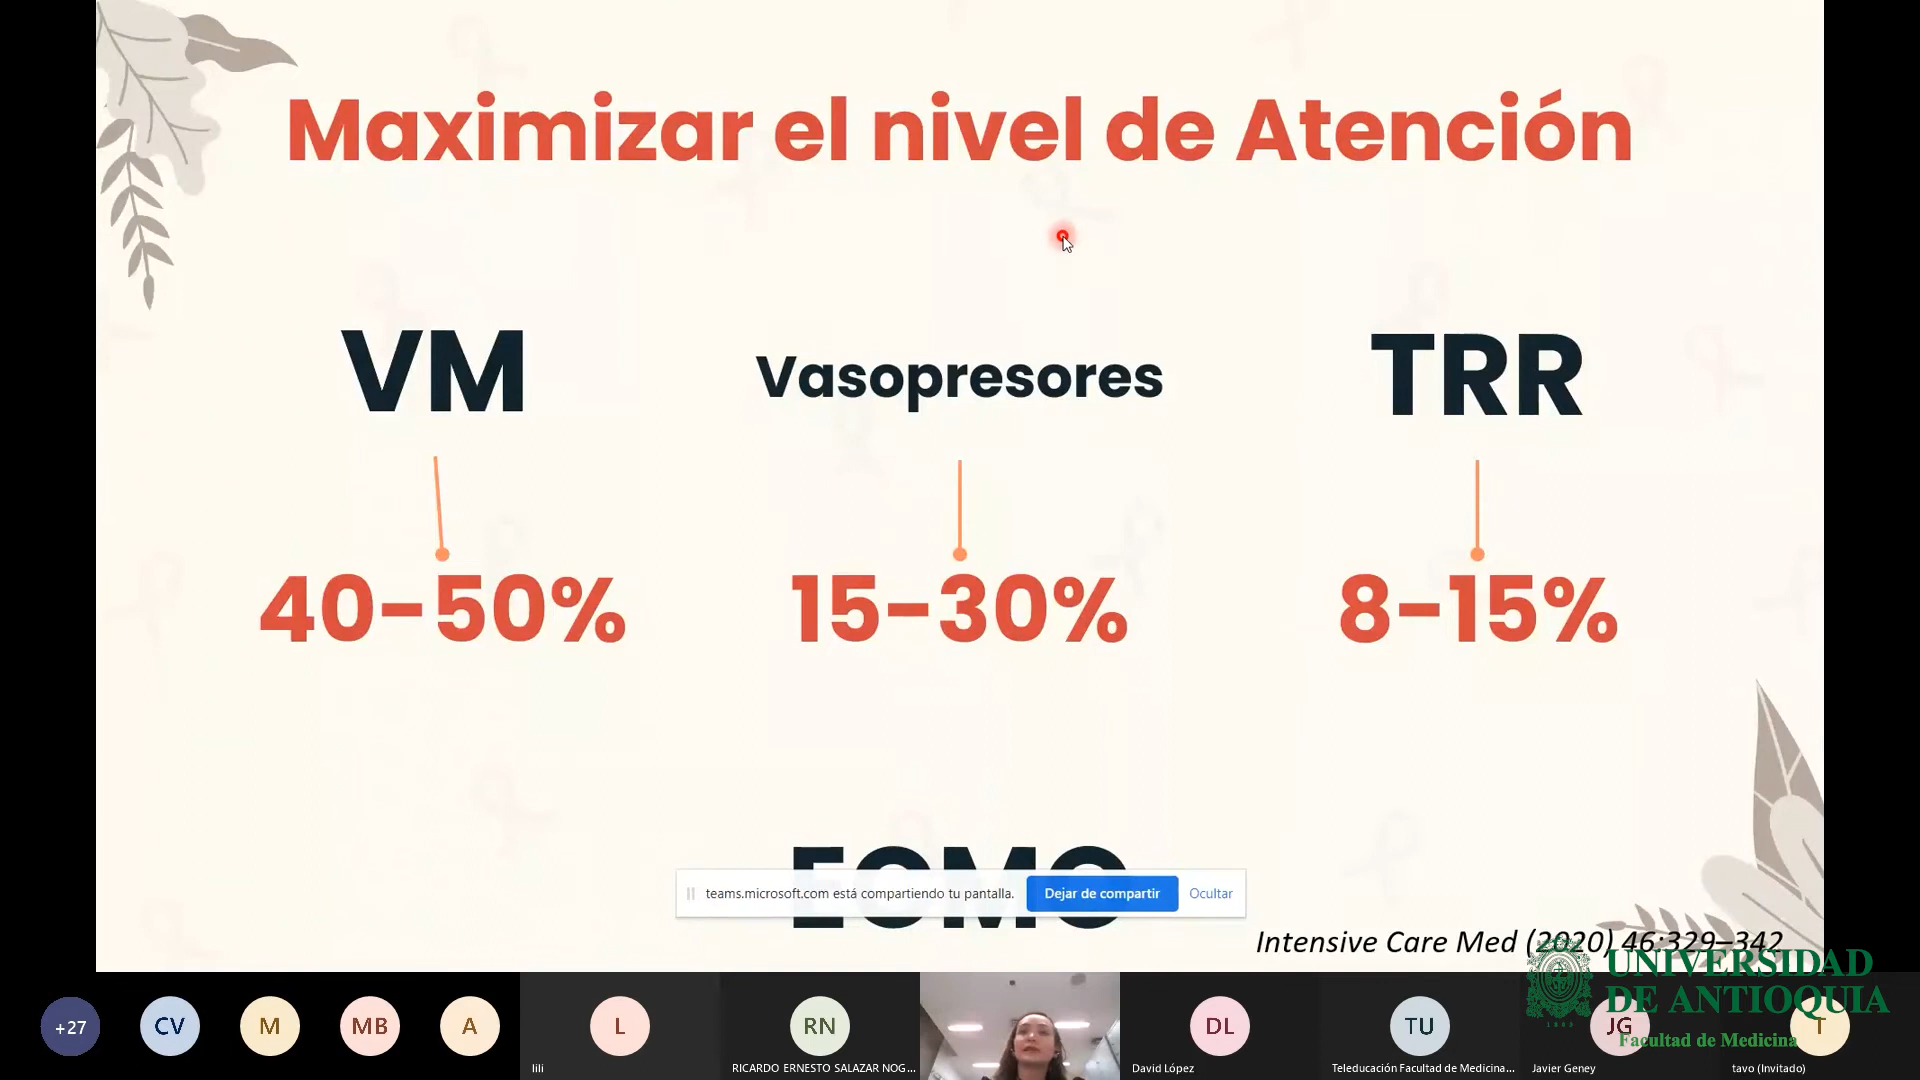 Maximizar el nivel de Atención
VM
Vasopresores
TRR
40-50%
15-30%
8-15%
ECMO
teams.microsoft.com está compartiendo tu pantalla.
Dejar de compartir
Ocultar
Intensive Care Med (2020) 46:329–342
UNIVERSIDAD
DE ANTIOQUIA
1803
Facultad de Medicina
+27
CV
M
MB
A
L
RN
DL
TU
JG
T
lili
RICARDO ERNESTO SALAZAR NOG...
David López
Teleducación Facultad de Medicina...
Javier Geney
tavo (Invitado)